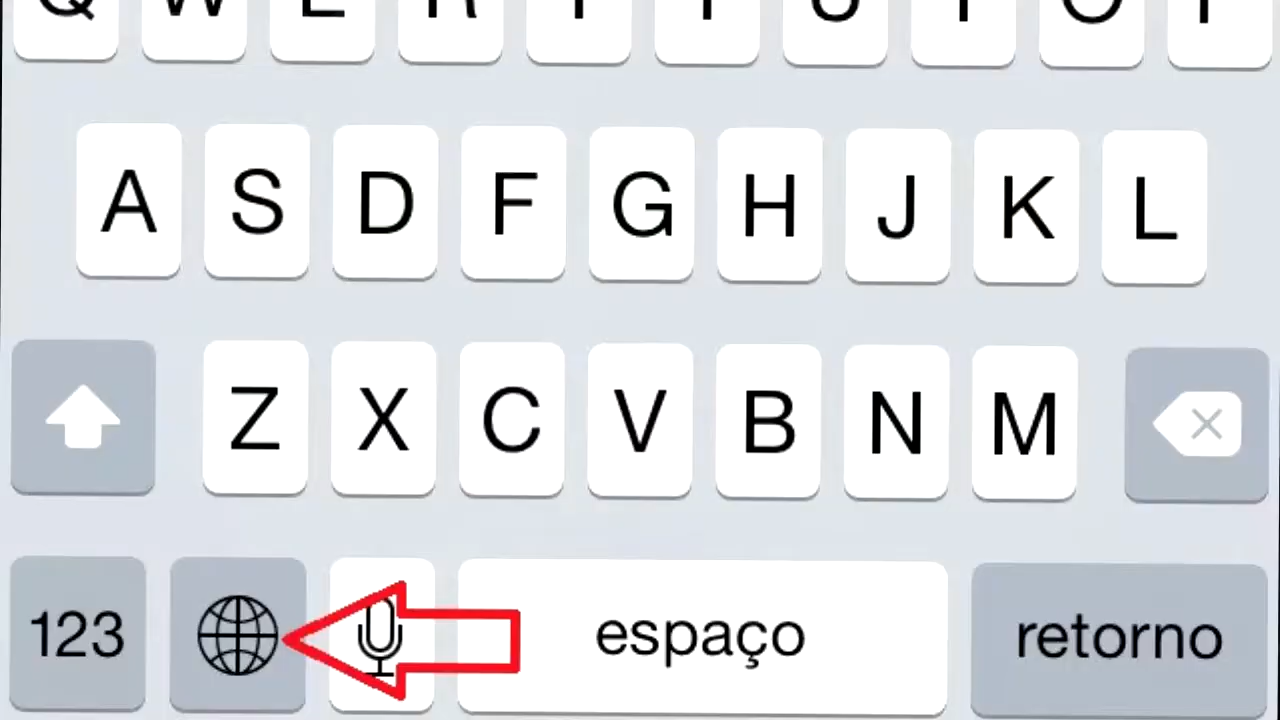 Q W E R T Y U I O P
A S D F G H J K L
Z X C V B N M
123 espaço retorno